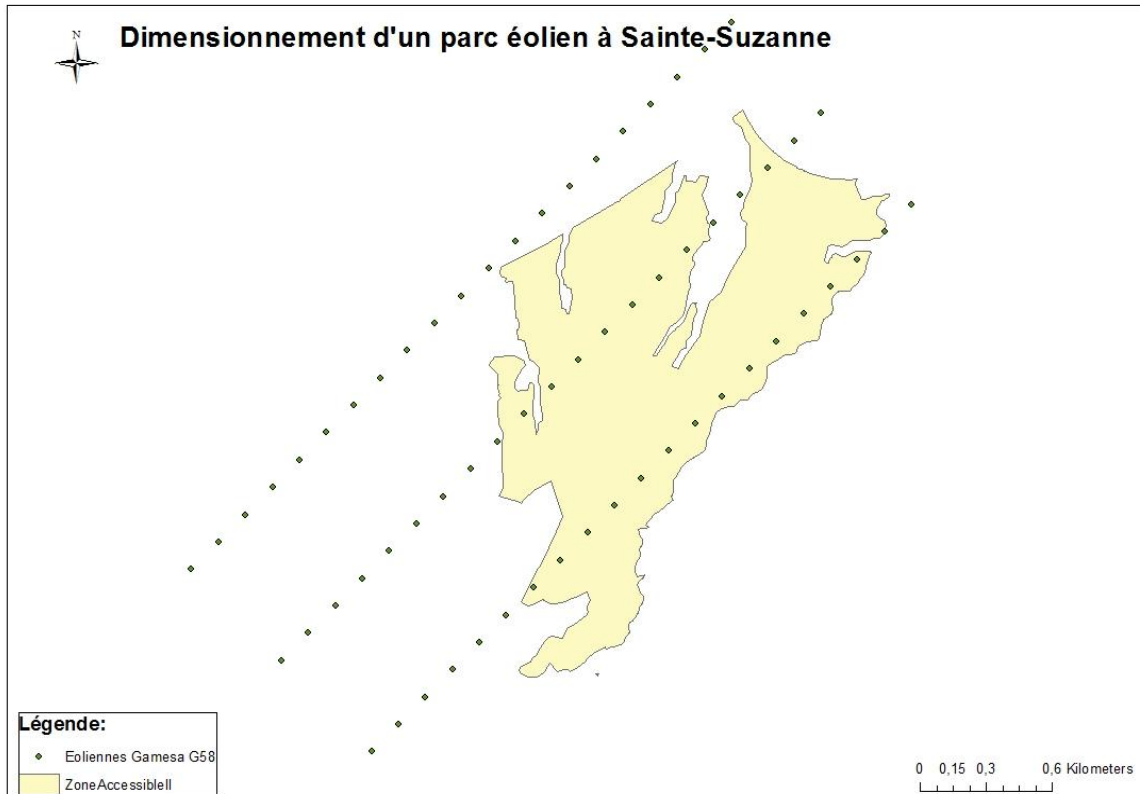 N
Dimensionnement d'un parc éolien à Sainte-Suzanne
Légende:
Eoliennes Gamesa G58
ZoneAccessibleII
0 0,15 0,3 0,6 Kilometers